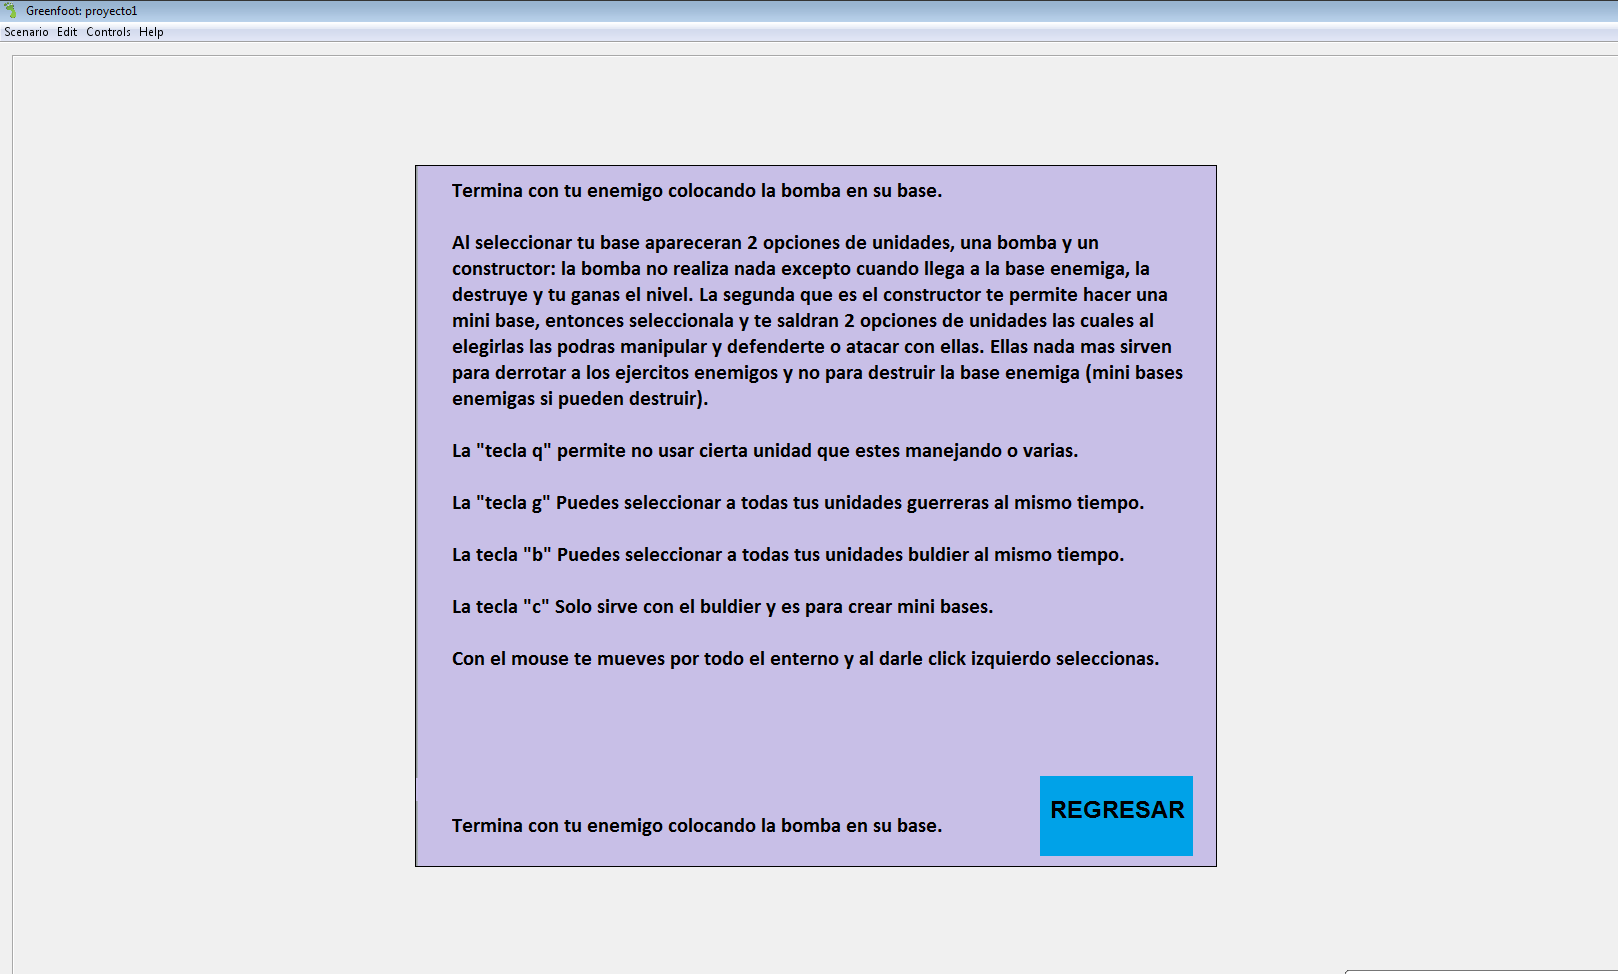 Greenfoot: proyecto1
Scenario Edit Controls Help
Termina con tu enemigo colocando la bomba en su base.
Al seleccionar tu base apareceran 2 opciones de unidades, una bomba y un
constructor: la bomba no realiza nada excepto cuando llega a la base enemiga, la
destruye y tu ganas el nivel. La segunda que es el constructor te permite hacer una
mini base, entonces seleccionala y te saldran 2 opciones de unidades las cuales al
elegirlas las podras manipular y defenderte o atacar con ellas. Ellas nada mas sirven
para derrotar a los ejercitos enemigos y no para destruir la base enemiga (mini bases
enemigas si pueden destruir).
La "tecla q" permite no usar cierta unidad que estes manejando o varias.
La "tecla g" Puedes seleccionar a todas tus unidades guerreras al mismo tiempo.
La tecla "b" Puedes seleccionar a todas tus unidades buldier al mismo tiempo.
La tecla "c" Solo sirve con el buldier y es para crear mini bases.
Con el mouse te mueves por todo el enterno y al darle click izquierdo seleccionas.
Termina con tu enemigo colocando la bomba en su base.
REGRESAR